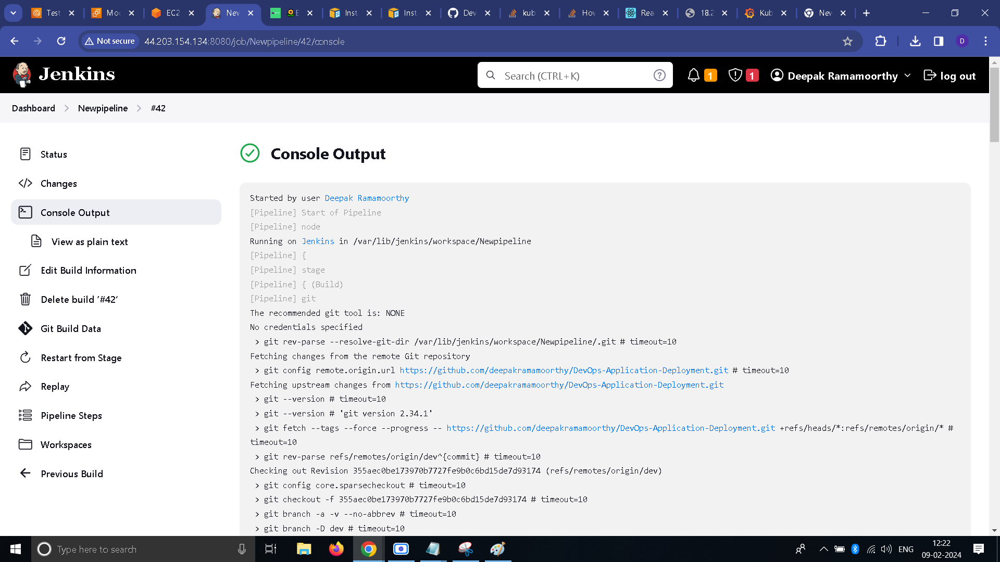 Test
Mo
EC2
Nev
E
Inst
Inst
Dev
kub
Hov
Rea
18.2
Kub
Nev
Not secure
44.203.154.134:8080/job/Newpipeline/42/console
D
Jenkins
Search (CTRL+K)
1
1
Deepak Ramamoorthy
log out
Dashboard
Newpipeline
#42
Status
Changes
Console Output
View as plain text
Edit Build Information
Delete build ‘#42’
Git Build Data
Restart from Stage
Replay
Pipeline Steps
Workspaces
Previous Build
Console Output
Started by user Deepak Ramamoorthy
[Pipeline] Start of Pipeline
[Pipeline] node
Running on Jenkins in /var/lib/jenkins/workspace/Newpipeline
[Pipeline] {
[Pipeline] stage
[Pipeline] { (Build)
[Pipeline] git
The recommended git tool is: NONE
No credentials specified
> git rev-parse --resolve-git-dir /var/lib/jenkins/workspace/Newpipeline/.git # timeout=10
Fetching changes from the remote Git repository
> git config remote.origin.url https://github.com/deepakramamoorthy/DevOps-Application-Deployment.git # timeout=10
Fetching upstream changes from https://github.com/deepakramamoorthy/DevOps-Application-Deployment.git
> git --version # timeout=10
> git --version # 'git version 2.34.1'
> git fetch --tags --force --progress -- https://github.com/deepakramamoorthy/DevOps-Application-Deployment.git +refs/heads/*:refs/remotes/origin/* #
timeout=10
> git rev-parse refs/remotes/origin/dev^{commit} # timeout=10
Checking out Revision 355aec0be173970b7727fe9b0c6bd15de7d93174 (refs/remotes/origin/dev)
> git config core.sparsecheckout # timeout=10
> git checkout -f 355aec0be173970b7727fe9b0c6bd15de7d93174 # timeout=10
> git branch -a -v --no-abbrev # timeout=10
> git branch -D dev # timeout=10
Type here to search
ENG
12:22
09-02-2024